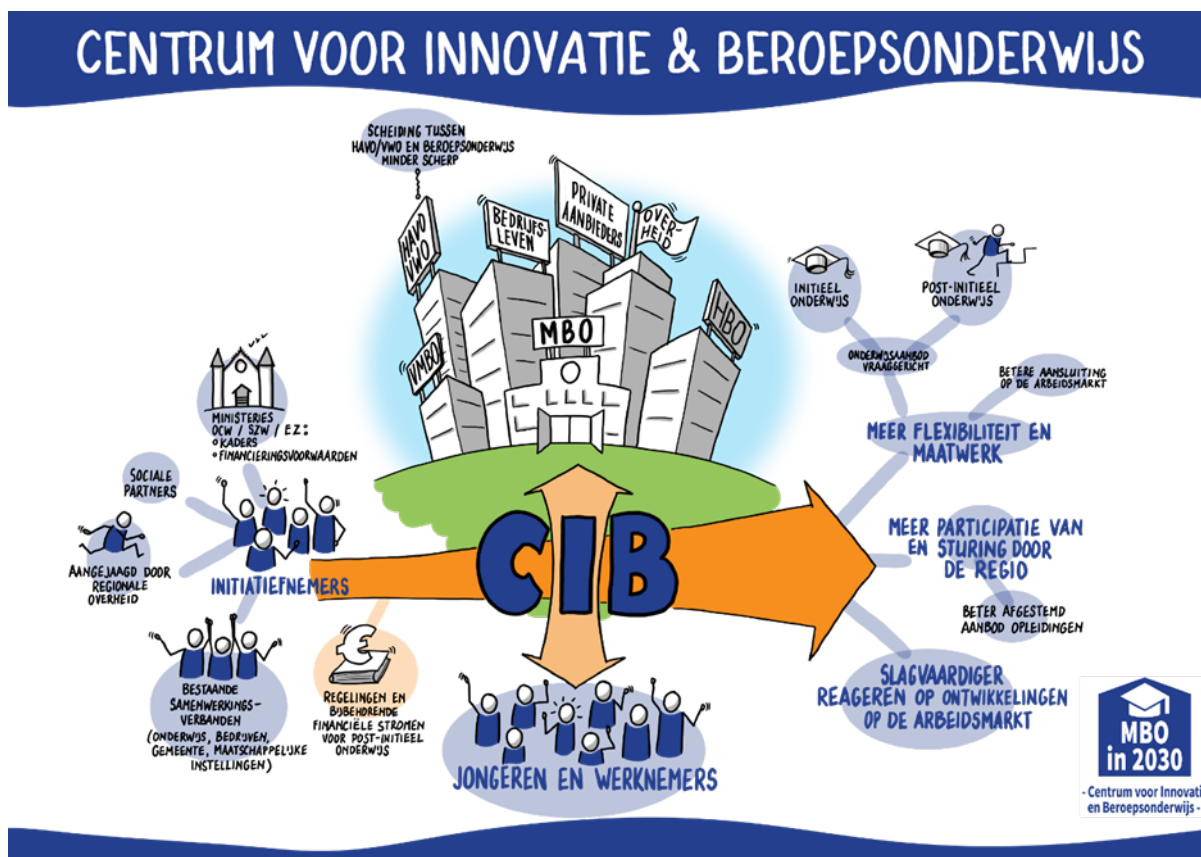 CENTRUM VOOR INNOVATIE & BEROEPSONDERWIJS
SCHEIDING TUSSEN
HAVO/VWO EN BEROEPSONDERWIJS
MINDER SCHERP
HAVO
VWO
BEDRIJFS-
LEVEN
PRIVATE
AANBIEDERS
OVER-
HEID
VMBO
MBO
HBO
MINISTERIES
OCW / SZW / EZ:
KADERS
FINANCIERINGSVOORWAARDEN
SOCIALE
PARTNERS
AANGEJAAGD DOOR
REGIONALE
OVERHEID
INITIATIEFNEMERS
BESTAANDE
SAMENWERKINGS-
VERBANDEN
(ONDERWIJS, BEDRIJVEN,
GEMEENTE, MAATSCHAPPELIJKE
INSTELLINGEN)
€
REGELINGEN EN
BIJBEHORENDE
FINANCIËLE STROMEN
VOOR POST-INITIEEL
ONDERWIJS
CIB
JONGEREN EN WERKNEMERS
INITIEEL
ONDERWIJS
POST-INITIEEL
ONDERWIJS
ONDERWIJSAANBOD
VRAAGGERICHT
BETERE AANSLUITING
OP DE ARBEIDSMARKT
MEER FLEXIBILITEIT EN
MAATWERK
MEER PARTICIPATIE VAN
EN STURING DOOR
DE REGIO
BETER AFGESTEMD
AANBOD OPLEIDINGEN
SLAGVAARDIGER
REAGEREN OP ONTWIKKELINGEN
OP DE ARBEIDSMARKT
MBO
in 2030
- Centrum voor Innovati
en Beroepsonderwijs -